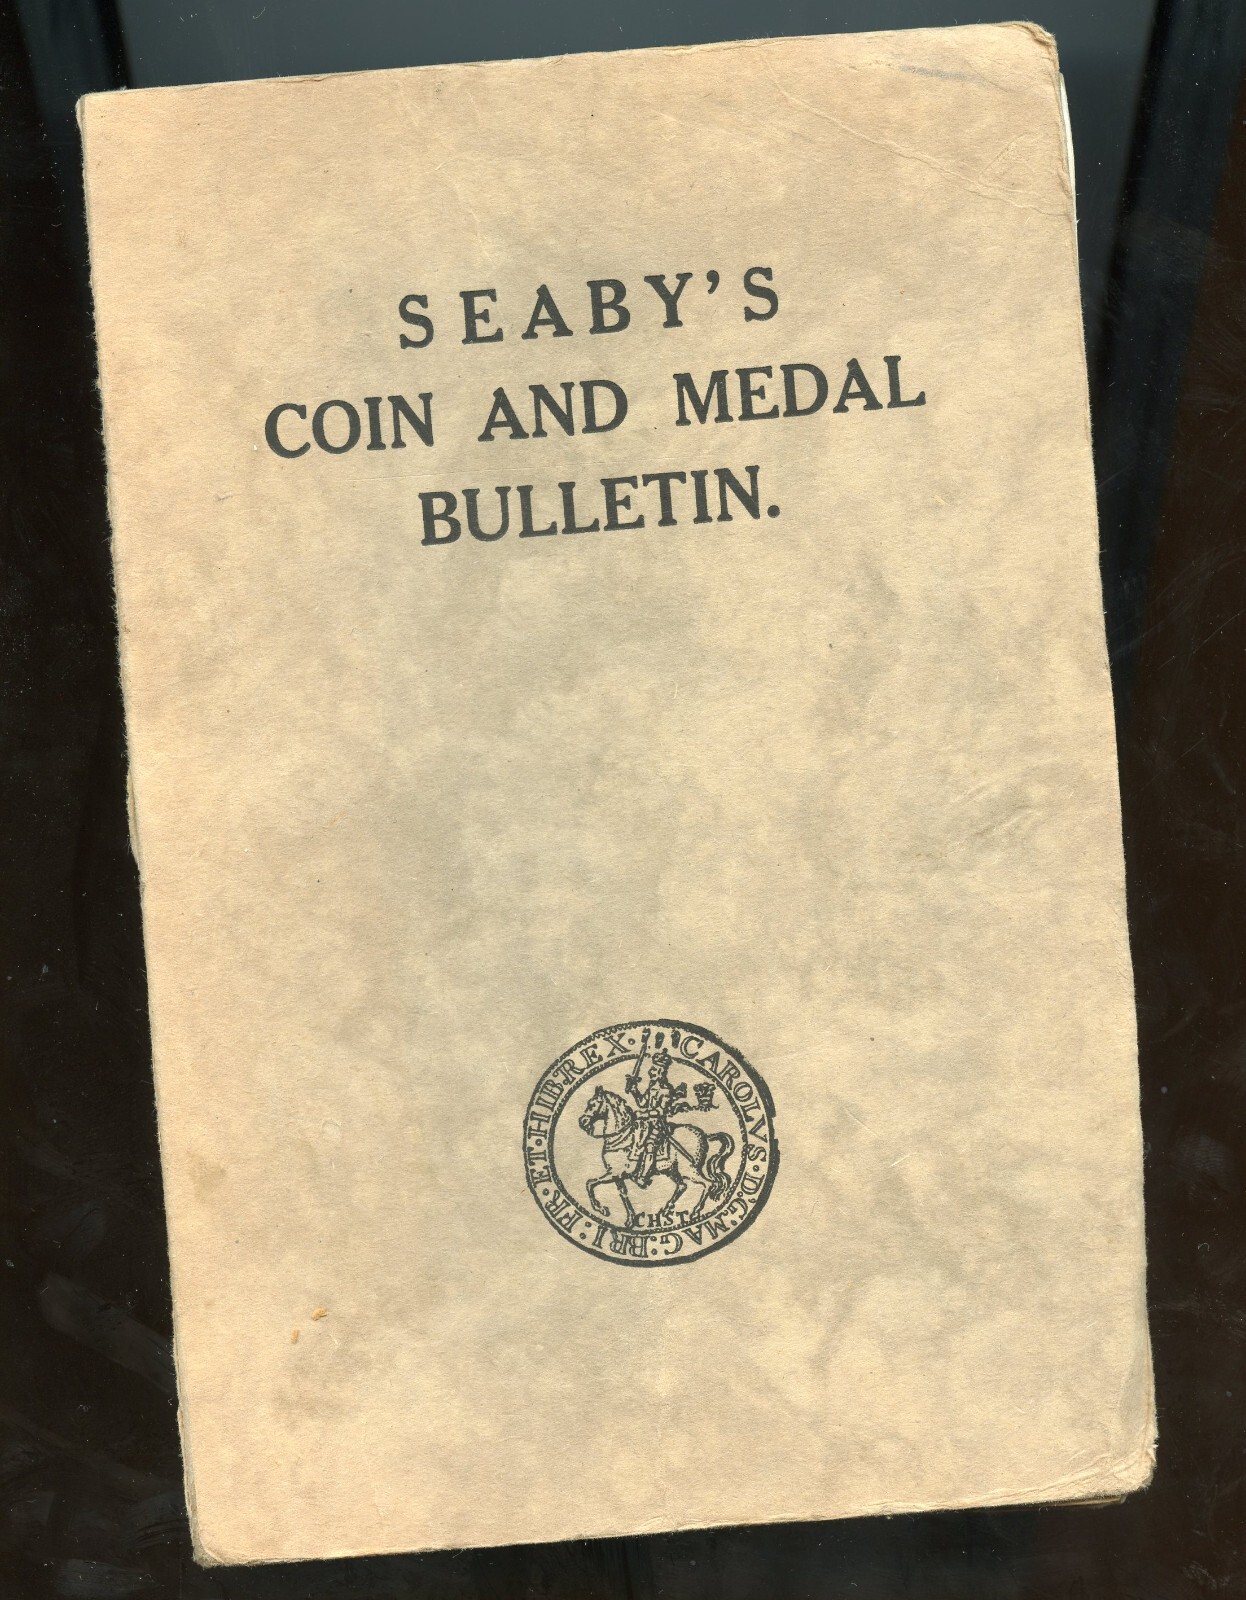 SEABY'S
COIN AND MEDAL
BULLETIN.
CAROLVS·D:G:MAG:BRI:FR·ET·HIB:REX·
CHST